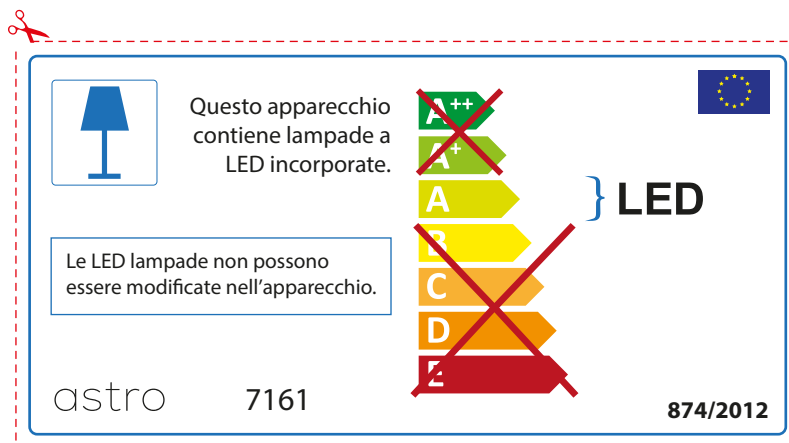 Questo apparecchio
contiene lampade a
LED incorporate.
Le LED lampade non possono
essere modificate nell'apparecchio.
A++
A+
A
B
C
D
E
LED
astro
7161
874/2012